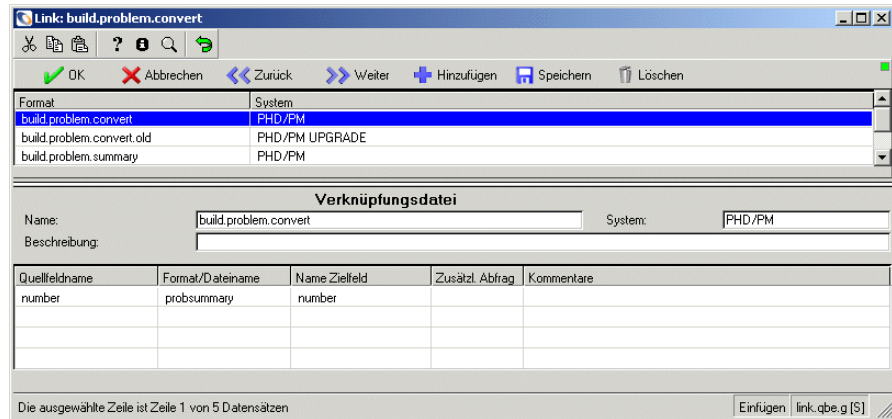 Link: build.problem.convert
OK Abbrechen Zurück Weiter Hinzufügen Speichern Löschen
Format System
build.problem.convert PHD/PM
build.problem.convert.old PHD/PM UPGRADE
build.problem.summary PHD/PM
Verknüpfungsdatei
Name: build.problem.convert System: PHD/PM
Beschreibung:
Quellfeldname Format/Dateiname Name Zielfeld Zusätzl. Abfrag Kommentare
number probsummary number
Die ausgewählte Zeile ist Zeile 1 von 5 Datensätzen Einfügen link.qbe.g [S]